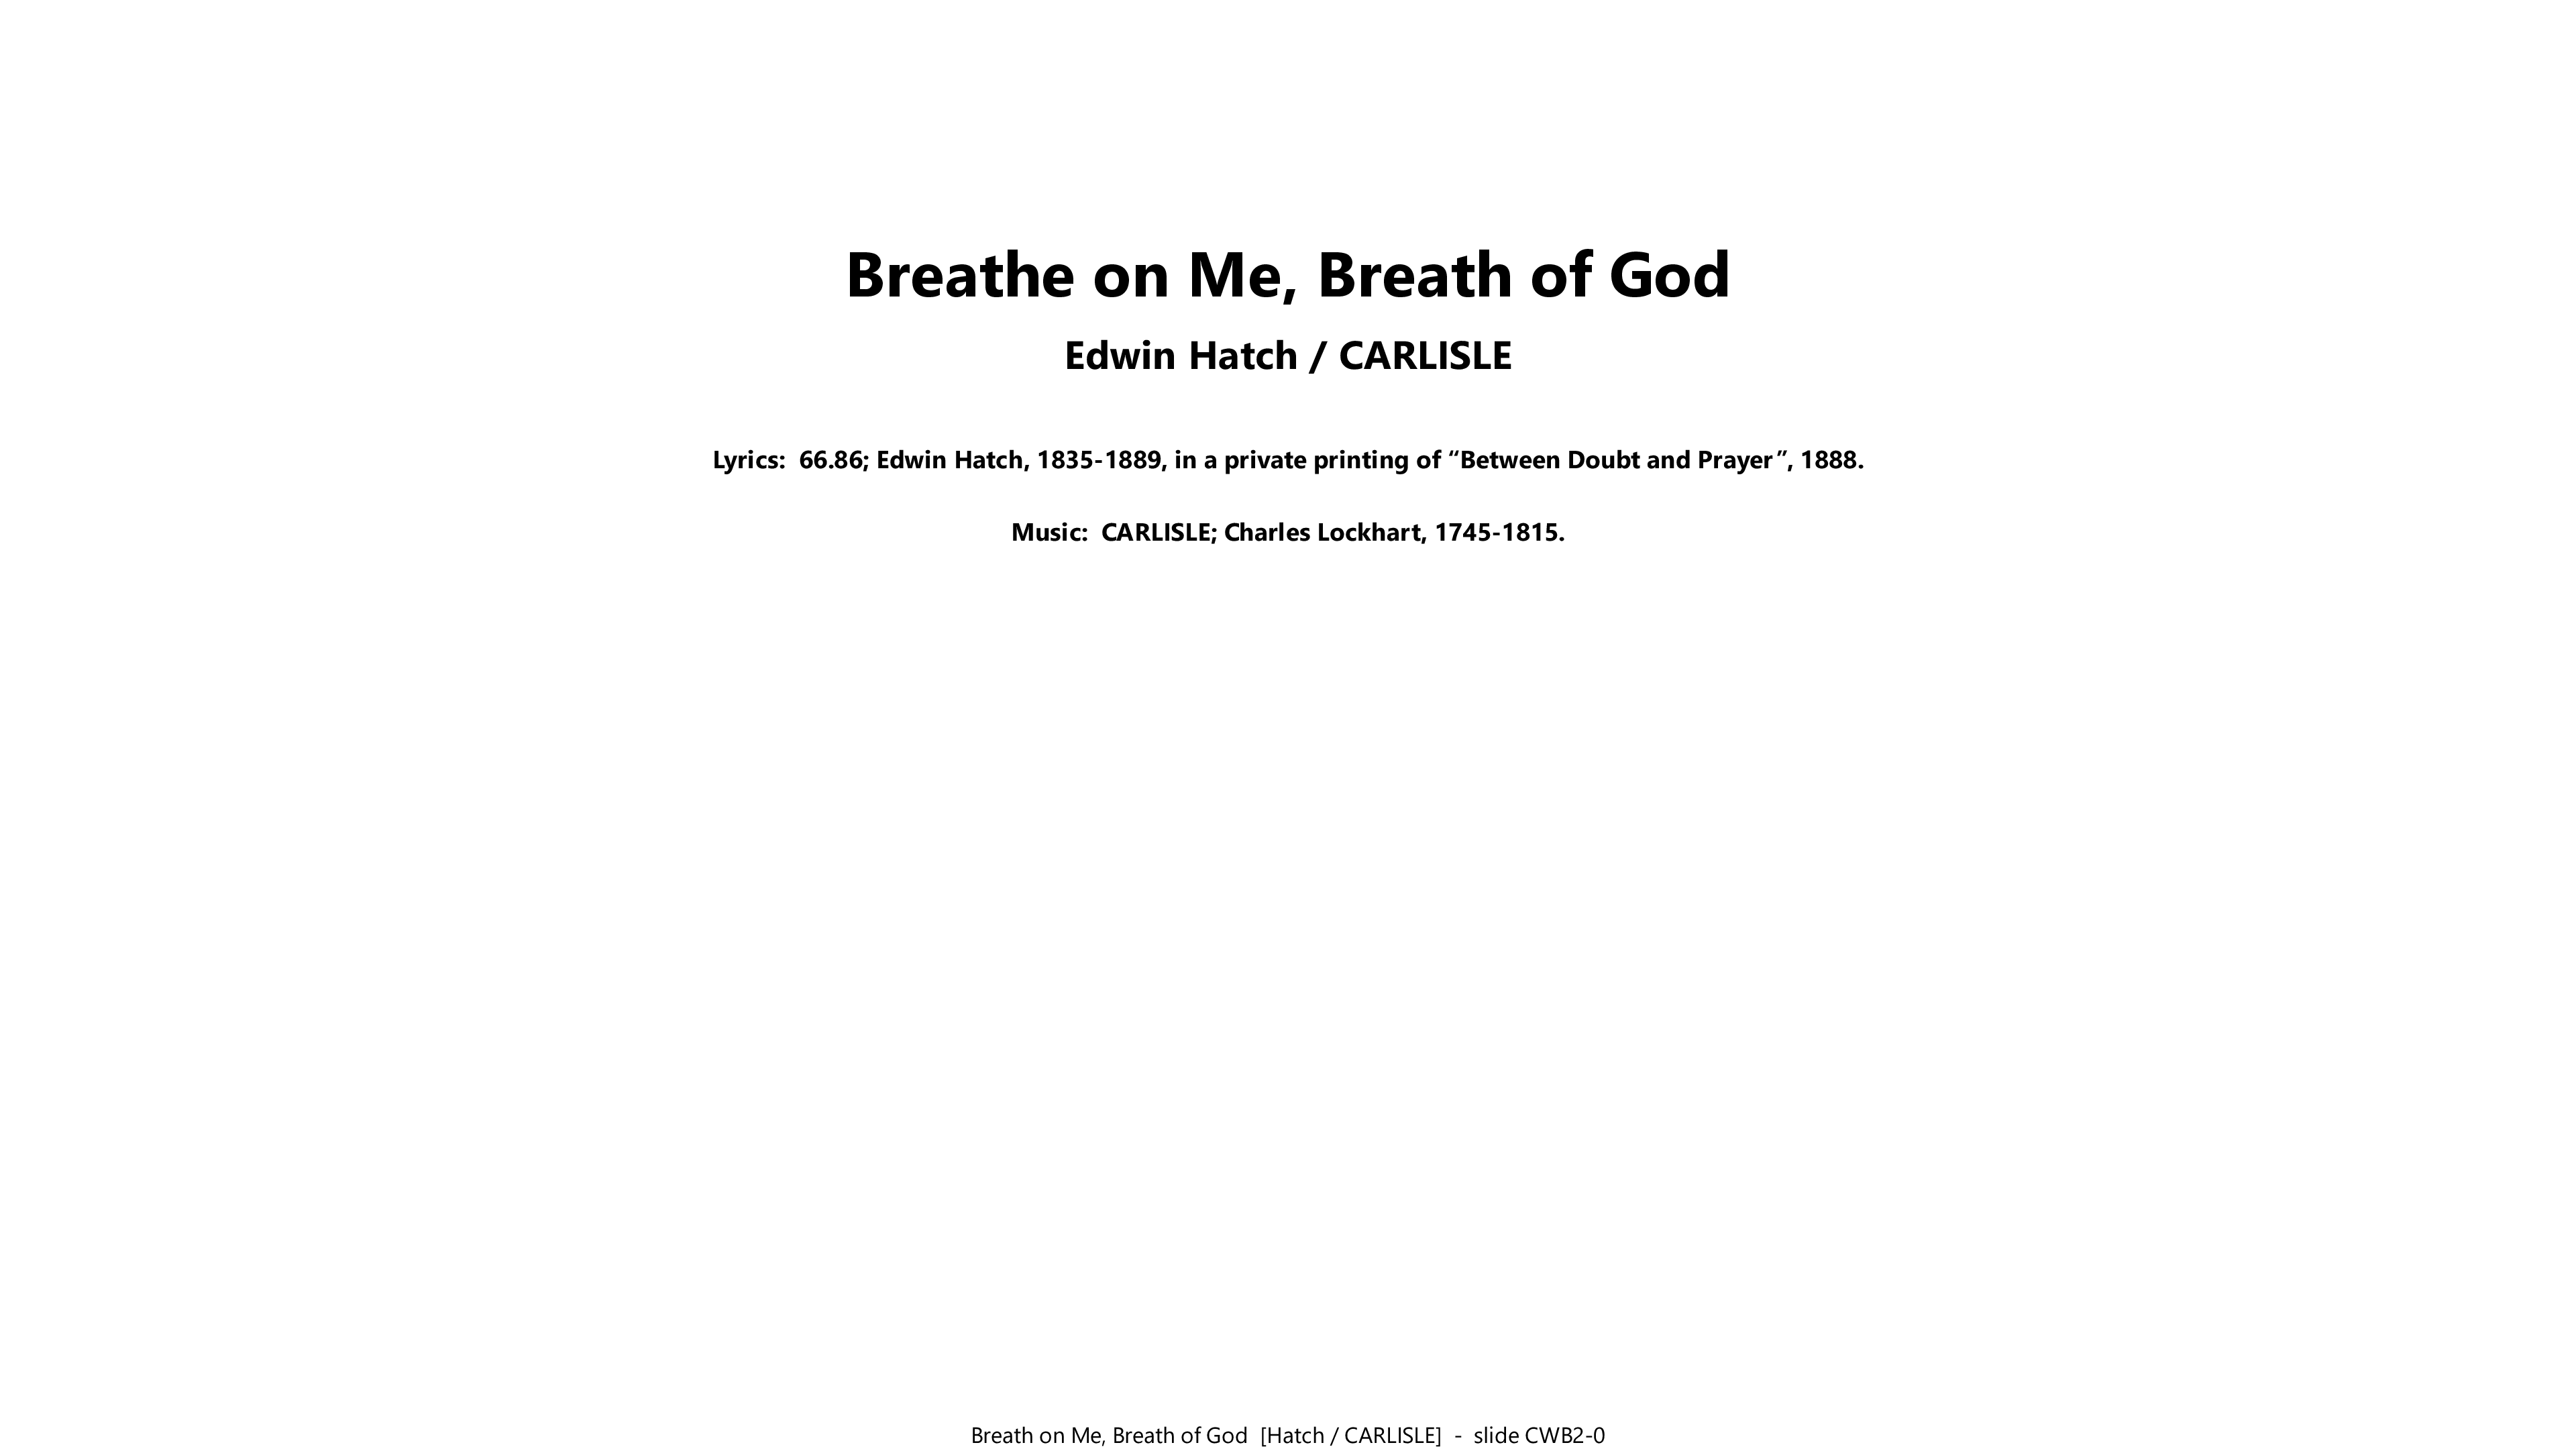 Breathe on Me, Breath of God
Edwin Hatch / CARLISLE
Lyrics:  66.86; Edwin Hatch, 1835-1889, in a private printing of “Between Doubt and Prayer”, 1888.
Music:  CARLISLE; Charles Lockhart, 1745-1815.
Breath on Me, Breath of God  [Hatch / CARLISLE]  -  slide CWB2-0